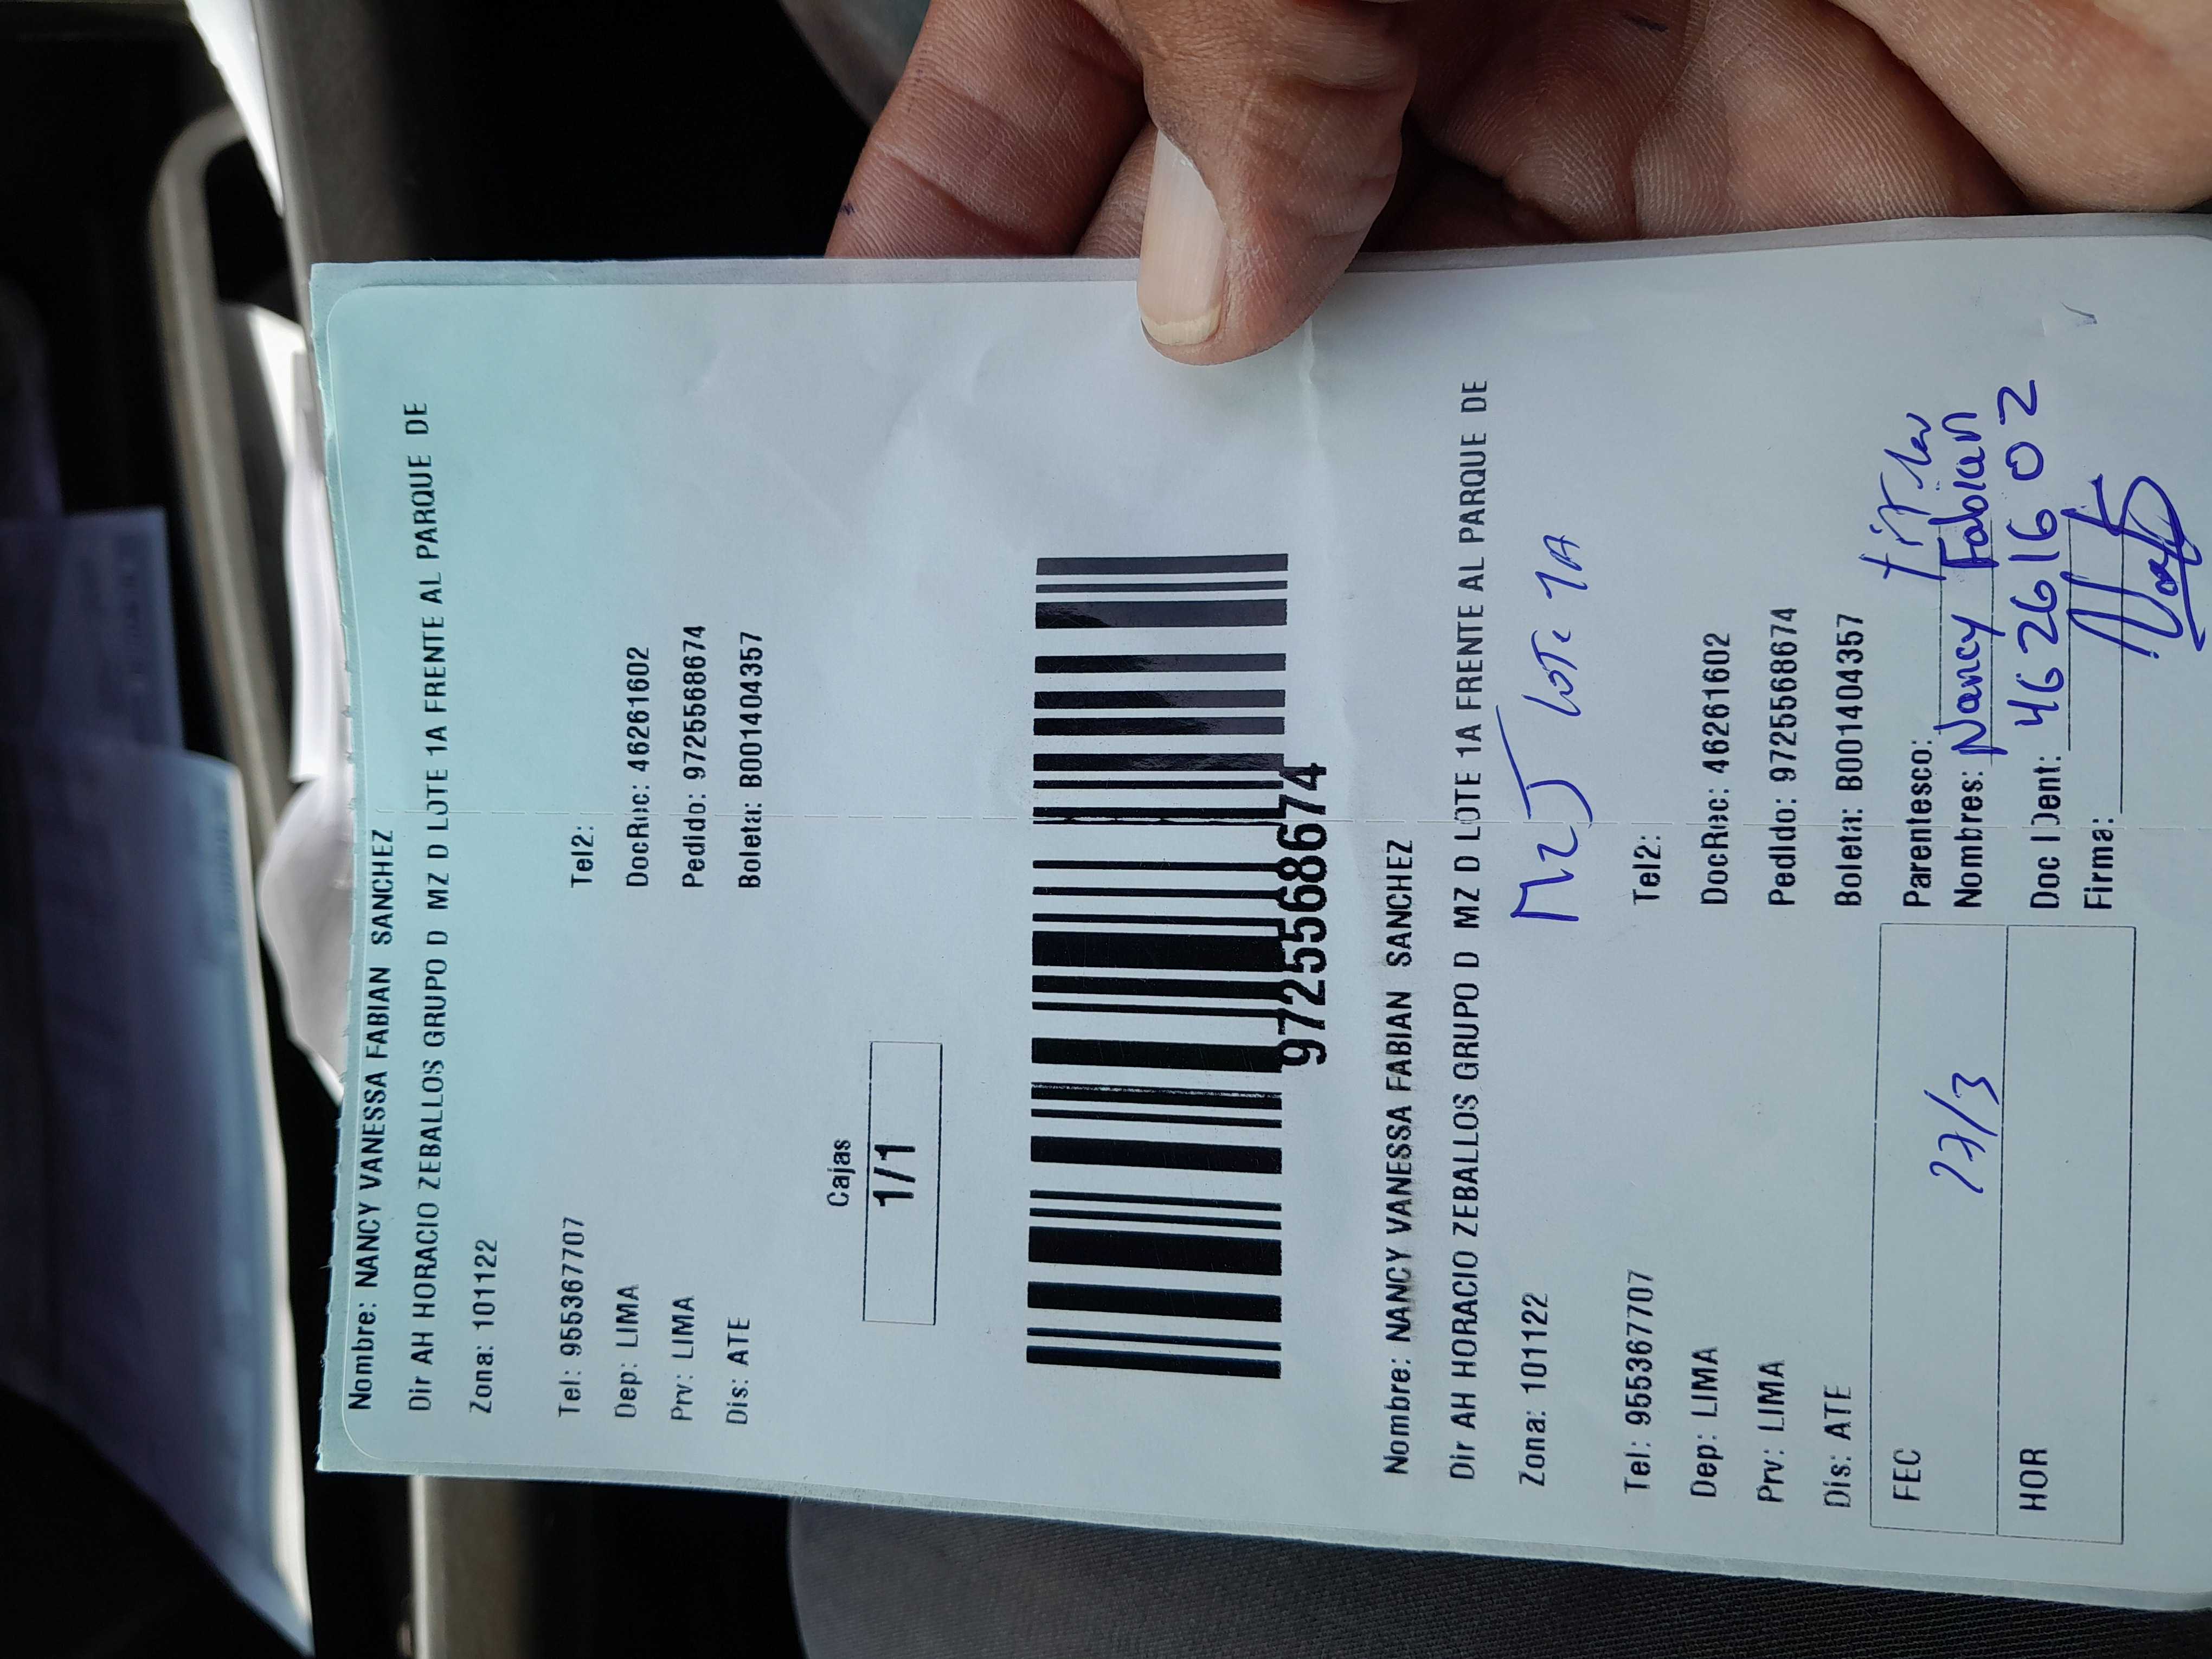 Nombre: NANCY VANESSA FABIAN SANCHEZ
Dir AH HORACIO ZEBALLOS GRUPO D MZ D LOTE 1A FRENTE AL PARQUE DE
Zona: 101122
Tel: 955367707 Tel2:
Dep: LIMA DocRec: 46261602
Prv: LIMA Pedido: 9725568674
Dis: ATE Boleta: B001404357
Cajas
1/1
9725568674
Nombre: NANCY VANESSA FABIAN SANCHEZ
Dir AH HORACIO ZEBALLOS GRUPO D MZ D LOTE 1A FRENTE AL PARQUE DE
Zona: 101122
MZJ LOTE 1A
Tel: 955367707 Tel2:
Dep: LIMA DocRec: 46261602
Prv: LIMA Pedido: 9725568674
Dis: ATE Boleta: B001404357
FEC 27/3
HOR
Parentesco:
Nombres: Nancy Fabian
Doc IDent: 46261602
Firma: